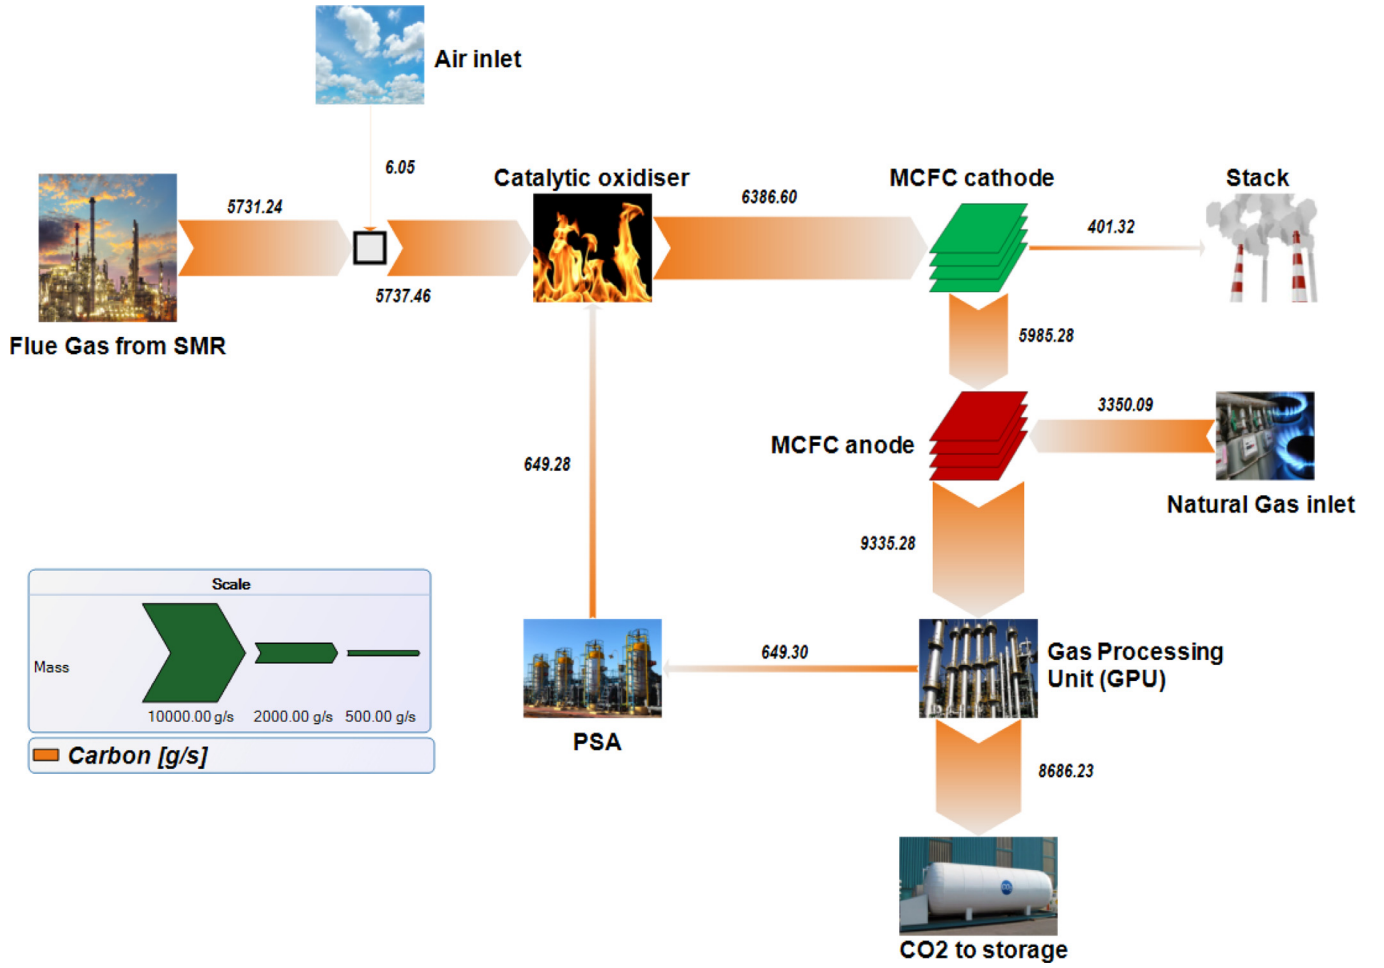 Air inlet
6.05
Catalytic oxidiser
MCFC cathode
Stack
5731.24
6386.60
401.32
5737.46
Flue Gas from SMR
5985.28
3350.09
MCFC anode
649.28
Natural Gas inlet
9335.28
Scale
Mass
10000.00 g/s
2000.00 g/s
500.00 g/s
Carbon [g/s]
649.30
Gas Processing
Unit (GPU)
PSA
8686.23
CO2 to storage